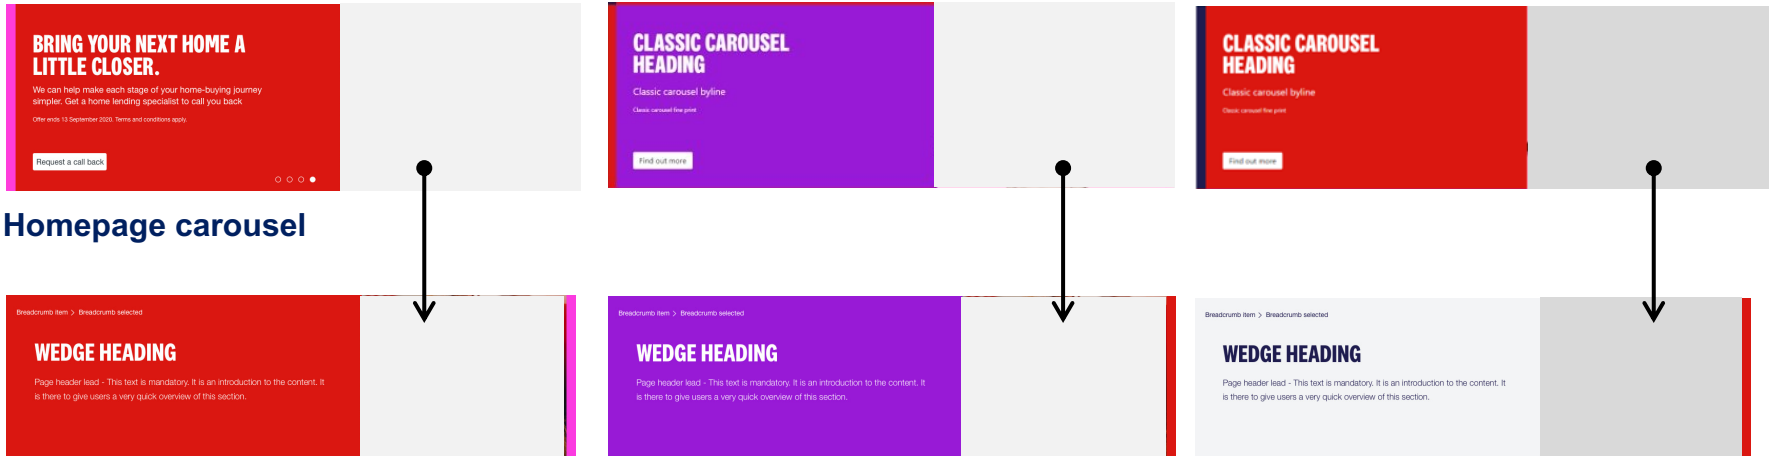 BRING YOUR NEXT HOME A
LITTLE CLOSER.
We can help make each stage of your home-buying journey
simpler. Get a home lending specialist to call you back
Offer ends 13 September 2020. Terms and conditions apply.
Request a call back
CLASSIC CAROUSEL
HEADING
Classic carousel byline
Classic carousel fine print
Find out more
CLASSIC CAROUSEL
HEADING
Classic carousel byline
Classic carousel fine print
Find out more
Homepage carousel
Breadcrumb item > Breadcrumb selected
WEDGE HEADING
Page header lead - This text is mandatory. It is an introduction to the content. It
is there to give users a very quick overview of this section.
Breadcrumb item > Breadcrumb selected
WEDGE HEADING
Page header lead - This text is mandatory. It is an introduction to the content. It
is there to give users a very quick overview of this section.
Breadcrumb item > Breadcrumb selected
WEDGE HEADING
Page header lead - This text is mandatory. It is an introduction to the content. It
is there to give users a very quick overview of this section.